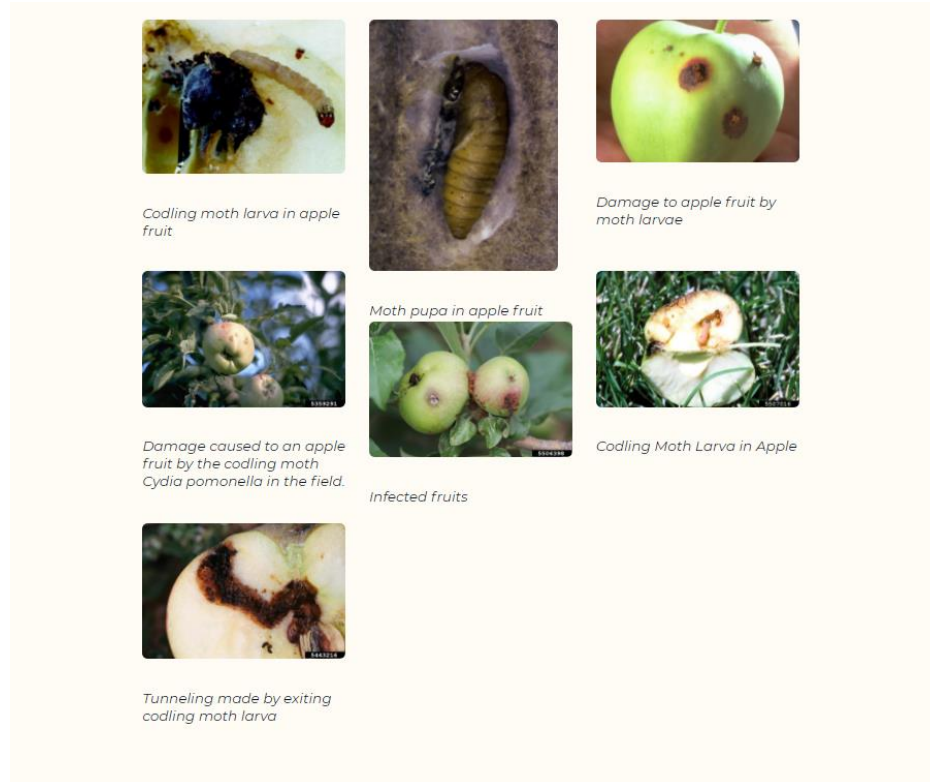 Codling moth larva in apple
fruit
Moth pupa in apple fruit
Damage to apple fruit by
moth larvae
Damage caused to an apple
fruit by the codling moth
Cydia pomonella in the field.
Infected fruits
Codling Moth Larva in Apple
Tunneling made by exiting
codling moth larva